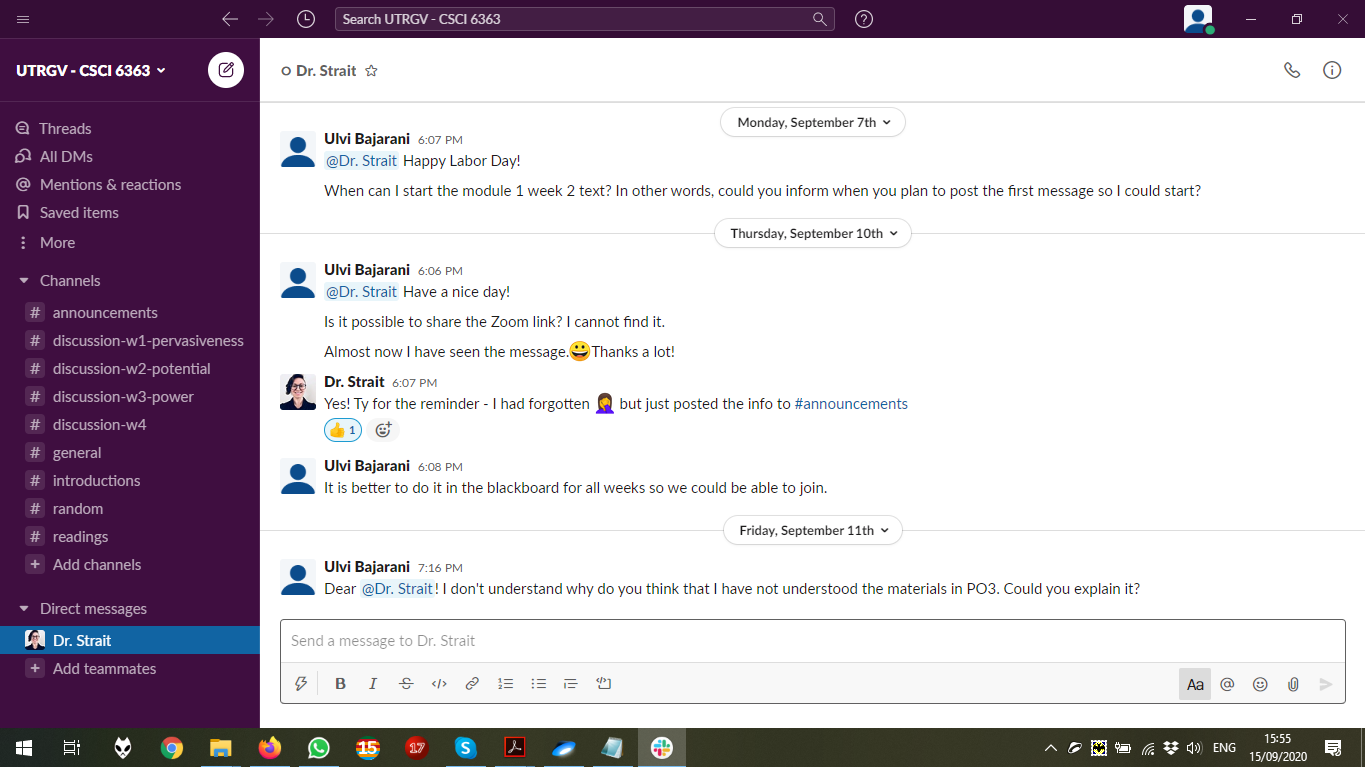 Search UTRGV - CSCI 6363
UTRGV - CSCI 6363
Threads
All DMs
Mentions & reactions
Saved items
More
Channels
# announcements
# discussion-w1-pervasiveness
# discussion-w2-potential
# discussion-w3-power
# discussion-w4
# general
# introductions
# random
# readings
+ Add channels
Direct messages
Dr. Strait
+ Add teammates
Dr. Strait
Monday, September 7th
Ulvi Bajarani 6:07 PM
@Dr. Strait Happy Labor Day!
When can I start the module 1 week 2 text? In other words, could you inform when you plan to post the first message so I could start?
Thursday, September 10th
Ulvi Bajarani 6:06 PM
@Dr. Strait Have a nice day!
Is it possible to share the Zoom link? I cannot find it.
Almost now I have seen the message.😀Thanks a lot!
Dr. Strait 6:07 PM
Yes! Ty for the reminder - I had forgotten 🤦‍♀️ but just posted the info to #announcements
👍 1
Ulvi Bajarani 6:08 PM
It is better to do it in the blackboard for all weeks so we could be able to join.
Friday, September 11th
Ulvi Bajarani 7:16 PM
Dear @Dr. Strait! I don't understand why do you think that I have not understood the materials in PO3. Could you explain it?
Send a message to Dr. Strait
B I S </> Aa @
15 17 S ENG
15:55
15/09/2020